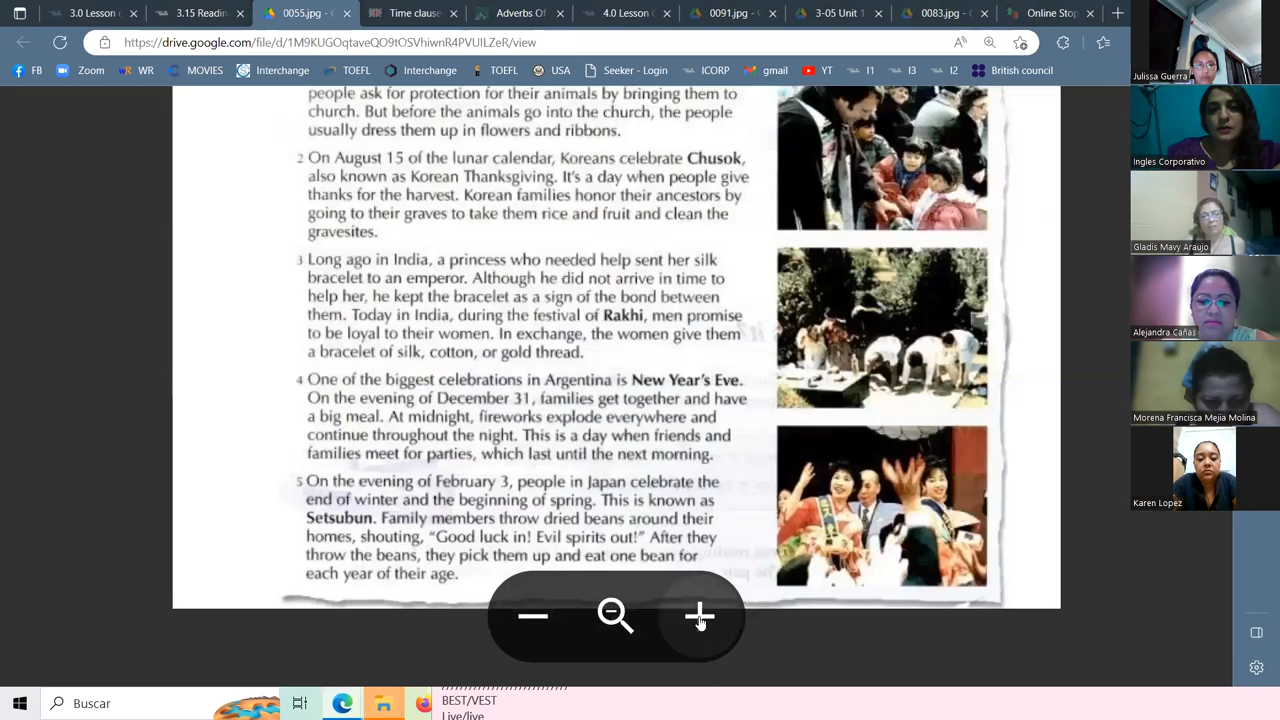 3.0 Lesson
3.15 Readin
0055.jpg - G
Time clause
Adverbs Of
4.0 Lesson
0091.jpg - G
3-05 Unit 1
0083.jpg - G
Online Stop
https://drive.google.com/file/d/1M9KUGOqtaveQO9tOSVhiwnR4PVUILZeR/view
FB
Zoom
WR
MOVIES
Interchange
TOEFL
Interchange
TOEFL
USA
Seeker - Login
ICORP
gmail
YT
I1
I3
I2
British council
people ask for protection for their animals by bringing them to
church. But before the animals go into the church, the people
usually dress them up in flowers and ribbons.
2 On August 15 of the lunar calendar, Koreans celebrate Chusok,
also known as Korean Thanksgiving. It's a day when people give
thanks for the harvest. Korean families honor their ancestors by
going to their graves to take them rice and fruit and clean the
gravesites.
3 Long ago in India, a princess who needed help sent her silk
bracelet to an emperor. Although he did not arrive in time to
help her, he kept the bracelet as a sign of the bond between
them. Today in India, during the festival of Rakhi, men promise
to be loyal to their women. In exchange, the women give them
a bracelet of silk, cotton, or gold thread.
4 One of the biggest celebrations in Argentina is New Year's Eve.
On the evening of December 31, families get together and have
a big meal. At midnight, fireworks explode everywhere and
continue throughout the night. This is a day when friends and
families meet for parties, which last until the next morning.
5 On the evening of February 3, people in Japan celebrate the
end of winter and the beginning of spring. This is known as
Setsubun. Family members throw dried beans around their
homes, shouting, "Good luck in! Evil spirits out!" After they
throw the beans, they pick them up and eat one bean for
each year of their age.
Julissa Guerra
Ingles Corporativo
Gladis Mavy Araujo
Alejandra Cañas
Morena Francisca Mejia Molina
Karen Lopez
Buscar
BEST/VEST
Live/live